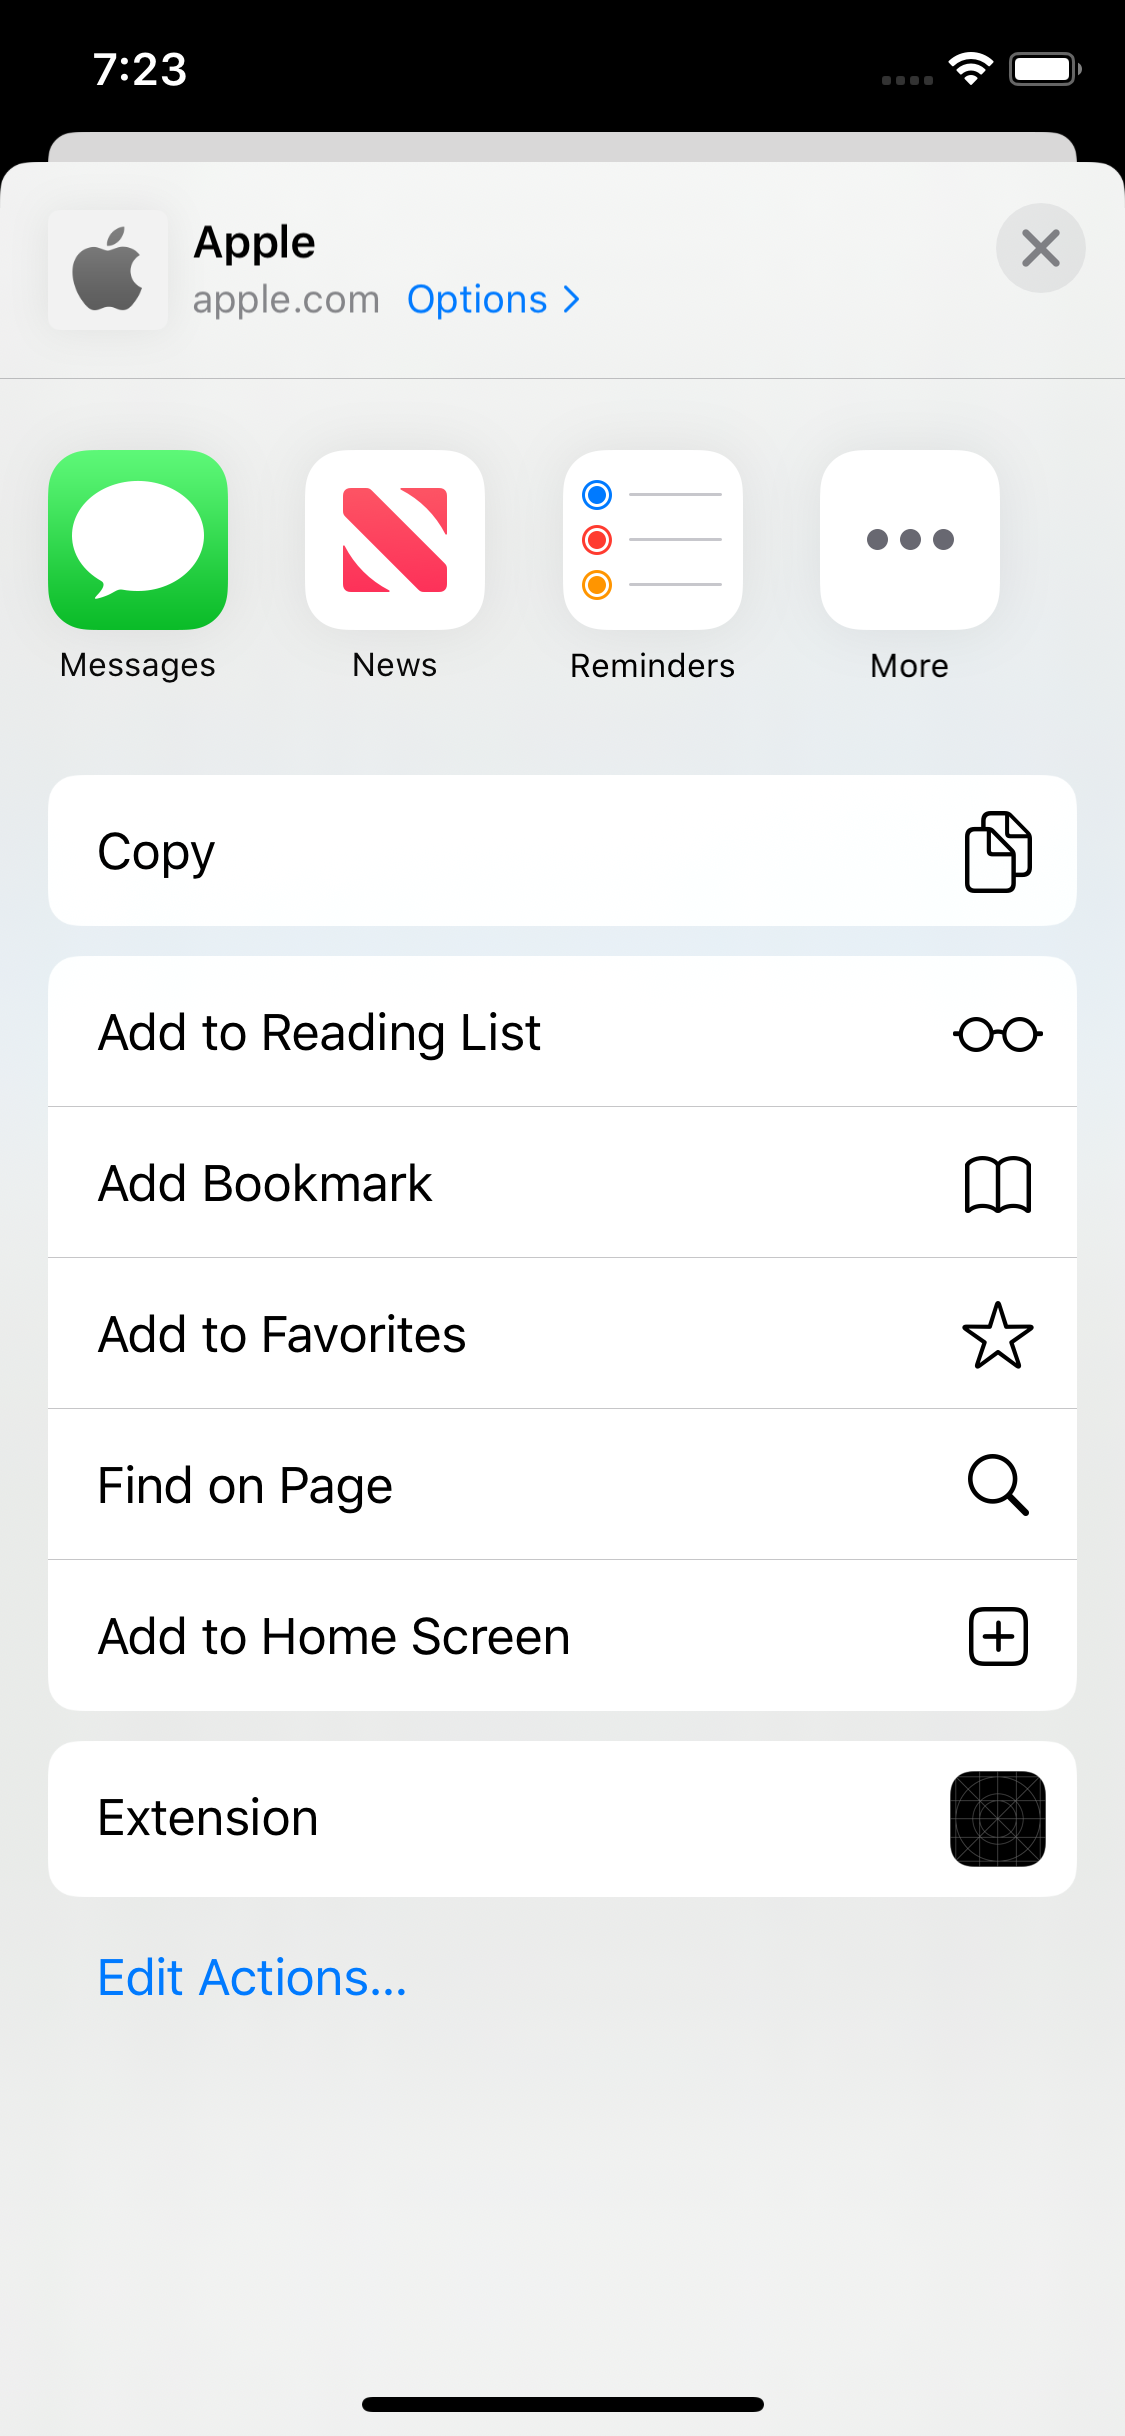 7:23
Apple
apple.com Options
Messages News Reminders More
Copy
Add to Reading List
Add Bookmark
Add to Favorites
Find on Page
Add to Home Screen
Extension
Edit Actions...